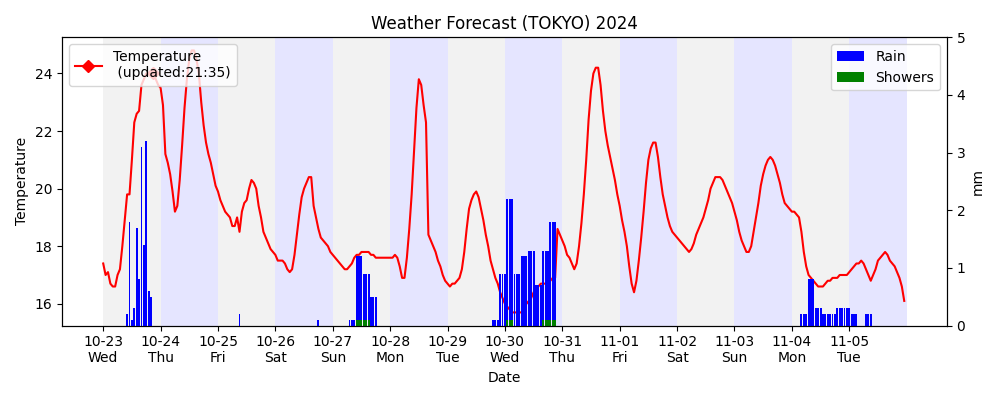 Weather Forecast (TOKYO) 2024
Temperature
(updated:21:35)
Rain
Showers
Temperature
24
22
20
18
16
5
4
3
2
1
0
mm
10-23 10-24 10-25 10-26 10-27 10-28 10-29 10-30 10-31 11-01 11-02 11-03 11-04 11-05
Wed Thu Fri Sat Sun Mon Tue Wed Thu Fri Sat Sun Mon Tue
Date